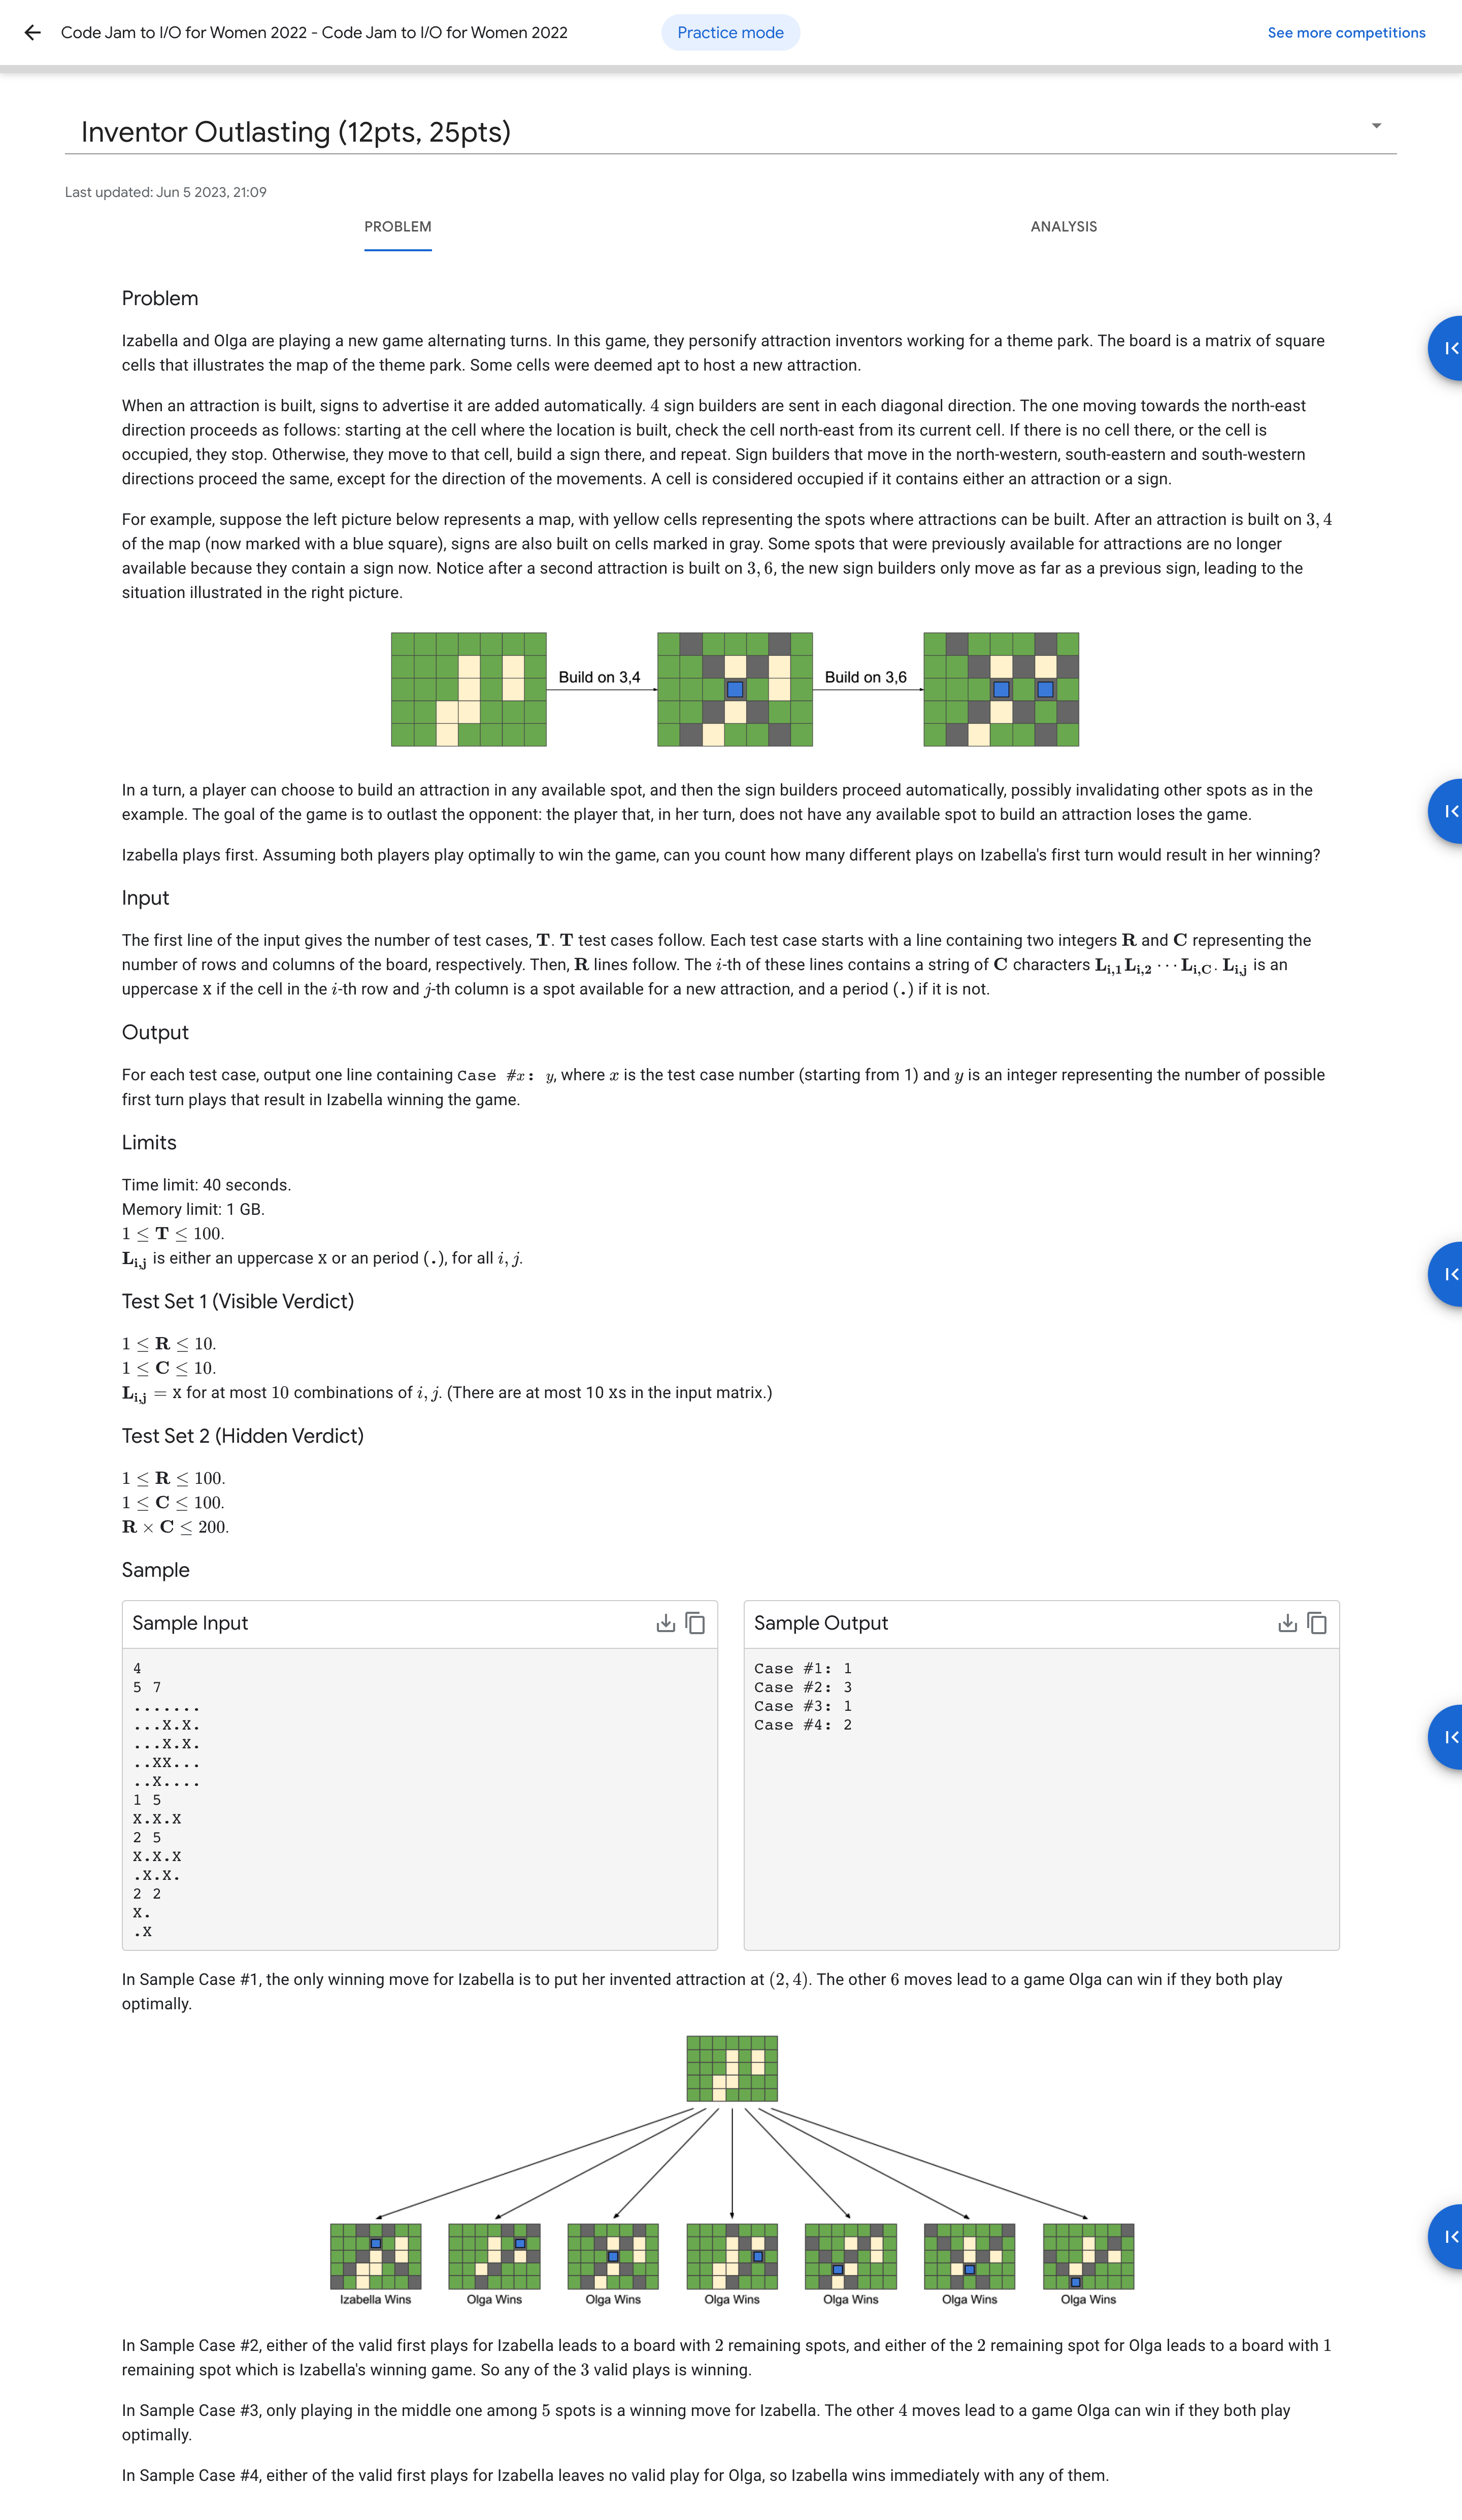 Code Jam to I/O for Women 2022 - Code Jam to I/O for Women 2022
Practice mode
See more competitions
Inventor Outlasting (12pts, 25pts)
Last updated: Jun 5 2023, 21:09
PROBLEM
ANALYSIS
Problem
Izabella and Olga are playing a new game alternating turns. In this game, they personify attraction inventors working for a theme park. The board is a matrix of square
cells that illustrates the map of the theme park. Some cells were deemed apt to host a new attraction.
When an attraction is built, signs to advertise it are added automatically. 4 sign builders are sent in each diagonal direction. The one moving towards the north-east
direction proceeds as follows: starting at the cell where the location is built, check the cell north-east from its current cell. If there is no cell there, or the cell is
occupied, they stop. Otherwise, they move to that cell, build a sign there, and repeat. Sign builders that move in the north-western, south-eastern and south-western
directions proceed the same, except for the direction of the movements. A cell is considered occupied if it contains either an attraction or a sign.
For example, suppose the left picture below represents a map, with yellow cells representing the spots where attractions can be built. After an attraction is built on 3, 4
of the map (now marked with a blue square), signs are also built on cells marked in gray. Some spots that were previously available for attractions are no longer
available because they contain a sign now. Notice after a second attraction is built on 3, 6, the new sign builders only move as far as a previous sign, leading to the
situation illustrated in the right picture.
Build on 3,4
Build on 3,6
In a turn, a player can choose to build an attraction in any available spot, and then the sign builders proceed automatically, possibly invalidating other spots as in the
example. The goal of the game is to outlast the opponent: the player that, in her turn, does not have any available spot to build an attraction loses the game.
Izabella plays first. Assuming both players play optimally to win the game, can you count how many different plays on Izabella's first turn would result in her winning?
Input
The first line of the input gives the number of test cases, T. T test cases follow. Each test case starts with a line containing two integers R and C representing the
number of rows and columns of the board, respectively. Then, R lines follow. The i-th of these lines contains a string of C characters Li,1Li,2 ⋯ Li,C. Li,j is an
uppercase X if the cell in the i-th row and j-th column is a spot available for a new attraction, and a period (.) if it is not.
Output
For each test case, output one line containing Case #x: y, where x is the test case number (starting from 1) and y is an integer representing the number of possible
first turn plays that result in Izabella winning the game.
Limits
Time limit: 40 seconds.
Memory limit: 1 GB.
1 ≤ T ≤ 100.
Li,j is either an uppercase X or an period (.), for all i, j.
Test Set 1 (Visible Verdict)
1 ≤ R ≤ 10.
1 ≤ C ≤ 10.
Li,j = X for at most 10 combinations of i, j. (There are at most 10 Xs in the input matrix.)
Test Set 2 (Hidden Verdict)
1 ≤ R ≤ 100.
1 ≤ C ≤ 100.
R × C ≤ 200.
Sample
Sample Input
4
5 7
.......
...X.X.
...X.X.
..XX...
..X....
1 5
X.X.X
2 5
X.X.X
.X.X.
2 2
X.
.X
Sample Output
Case #1: 1
Case #2: 3
Case #3: 1
Case #4: 2
In Sample Case #1, the only winning move for Izabella is to put her invented attraction at (2, 4). The other 6 moves lead to a game Olga can win if they both play
optimally.
Izabella Wins
Olga Wins
Olga Wins
Olga Wins
Olga Wins
Olga Wins
Olga Wins
In Sample Case #2, either of the valid first plays for Izabella leads to a board with 2 remaining spots, and either of the 2 remaining spot for Olga leads to a board with 1
remaining spot which is Izabella's winning game. So any of the 3 valid plays is winning.
In Sample Case #3, only playing in the middle one among 5 spots is a winning move for Izabella. The other 4 moves lead to a game Olga can win if they both play
optimally.
In Sample Case #4, either of the valid first plays for Izabella leaves no valid play for Olga, so Izabella wins immediately with any of them.